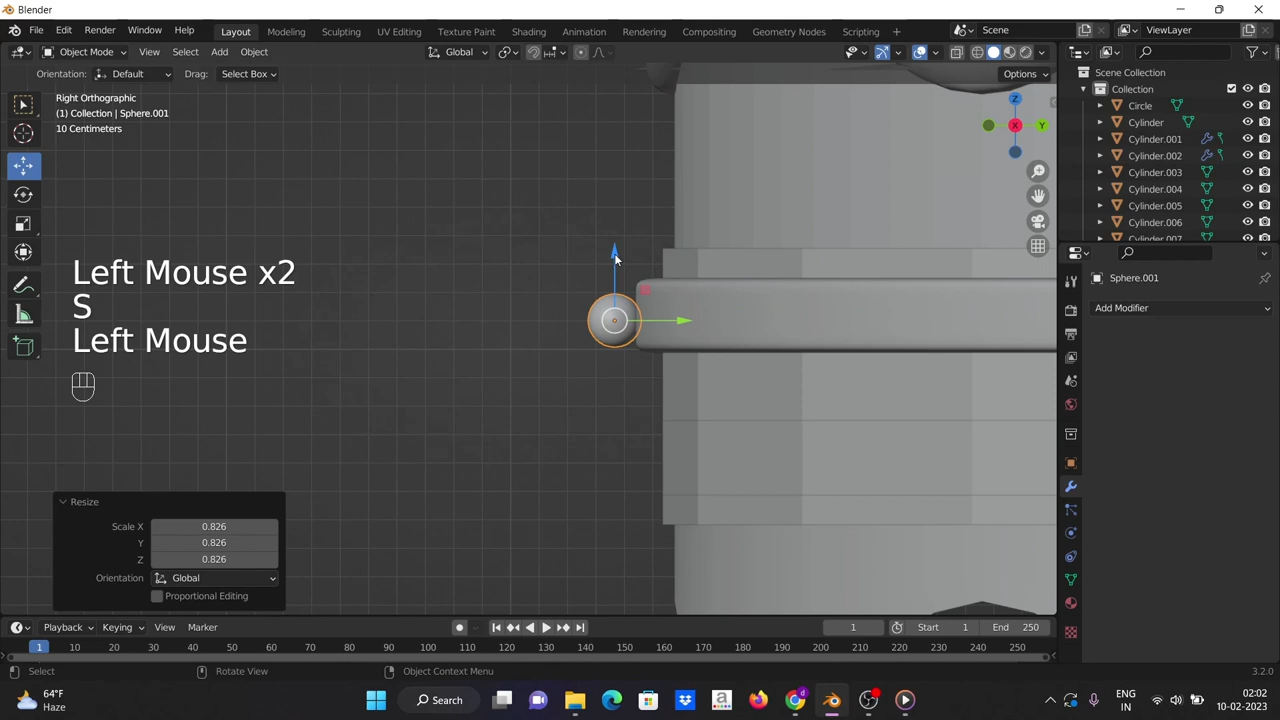 Blender
File Edit Render Window Help Layout Modeling Sculpting UV Editing Texture Paint Shading Animation Rendering Compositing Geometry Nodes Scripting + Scene ViewLayer
Object Mode View Select Add Object Global
Orientation: Default Drag: Select Box Options
Right Orthographic
(1) Collection | Sphere.001
10 Centimeters
Z
X
Y
Scene Collection
Collection
Circle
Cylinder
Cylinder.001
Cylinder.002
Cylinder.003
Cylinder.004
Cylinder.005
Cylinder.006
Cylinder.007
Sphere.001
Add Modifier
Left Mouse x2
S
Left Mouse
Resize
Scale X 0.826
Y 0.826
Z 0.826
Orientation Global
Proportional Editing
Playback Keying View Marker 1 Start 1 End 250
1 10 20 30 40 50 60 70 80 90 100 110 120 130 140 150 160 170 180 190 200 210 220 230 240 250
Select Rotate View Object Context Menu 3.2.0
64°F
Haze
Search
ENG
IN
02:02
10-02-2023